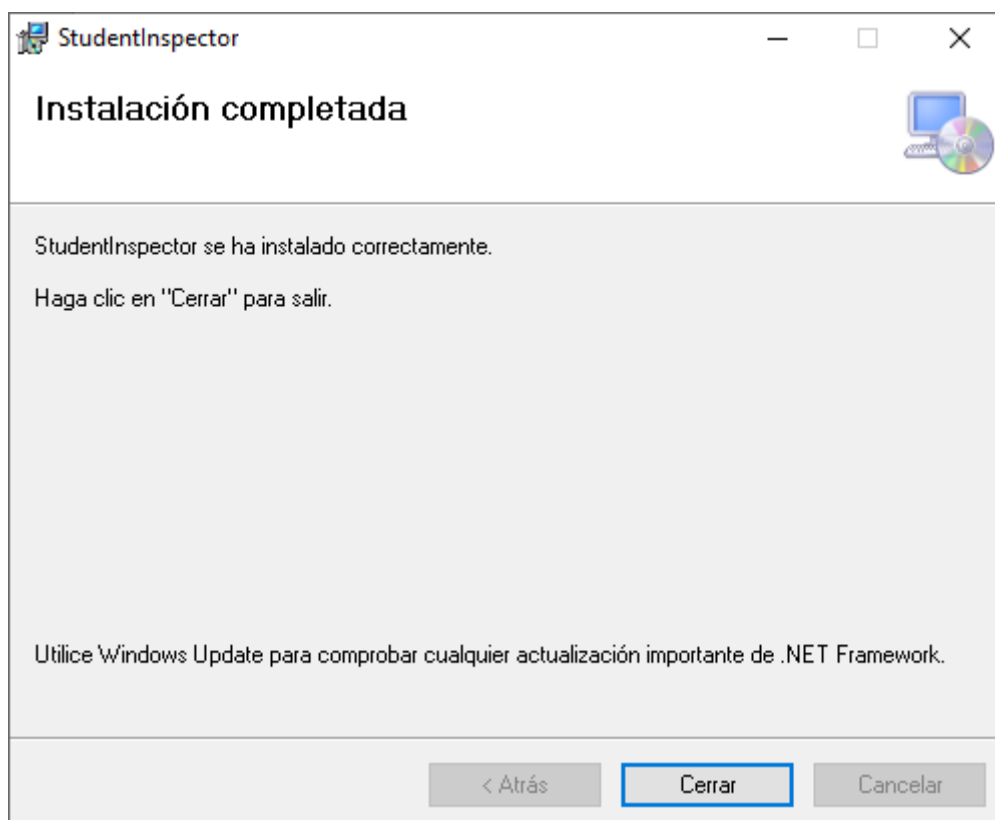 StudentInspector
Instalación completada
StudentInspector se ha instalado correctamente.
Haga clic en "Cerrar" para salir.
Utilice Windows Update para comprobar cualquier actualización importante de .NET Framework.
< Atrás
Cerrar
Cancelar